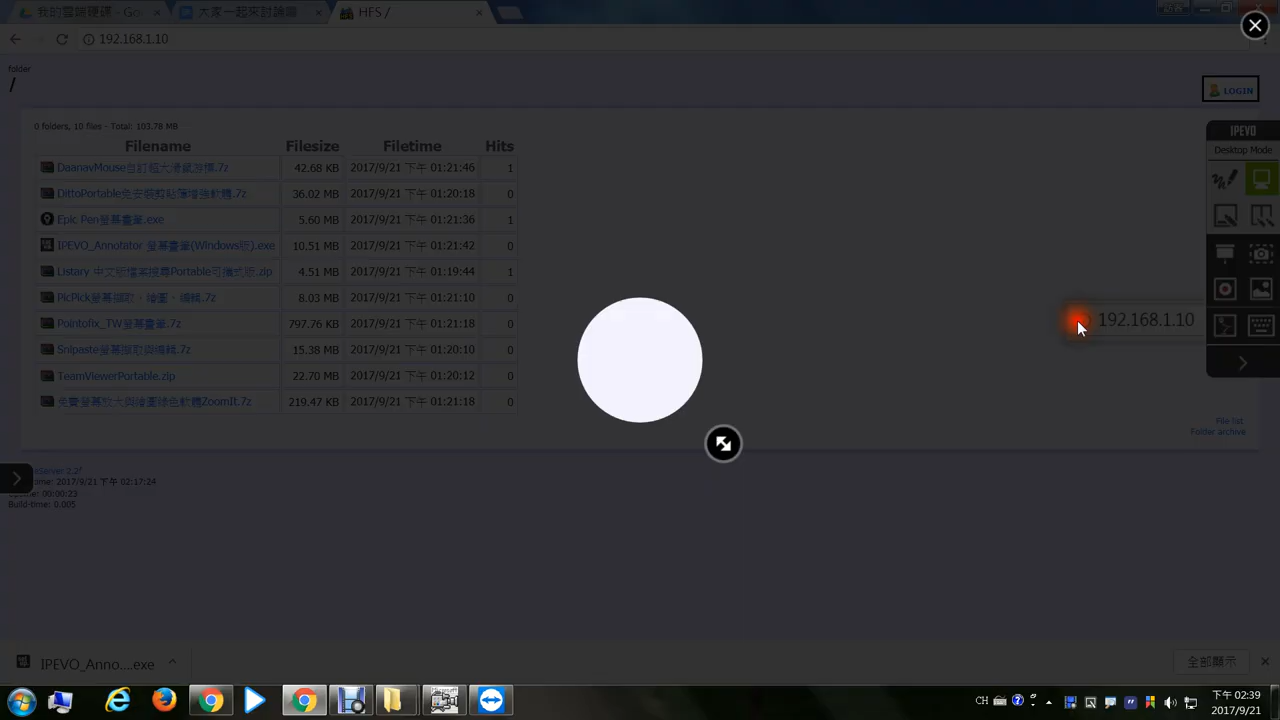 我的雲端硬碟 - Go
大家一起來討論囉
HFS /
192.168.1.10
folder
/
LOGIN
0 folders, 10 files - Total: 103.78 MB
Filename Filesize Filetime Hits
DaanavMouse自訂超大滑鼠游標.7z 42.68 KB 2017/9/21 下午 01:21:46 1
DittoPortable免安裝剪貼簿增強軟體.7z 36.02 MB 2017/9/21 下午 01:20:18 0
Epic Pen螢幕畫筆.exe 5.60 MB 2017/9/21 下午 01:21:36 1
IPEVO_Annotator 螢幕畫筆(Windows版).exe 10.51 MB 2017/9/21 下午 01:21:42 0
Listary 中文版檔案搜尋Portable可攜式版.zip 4.51 MB 2017/9/21 下午 01:19:44 1
PicPick螢幕擷取、繪圖、編輯.7z 8.03 MB 2017/9/21 下午 01:21:10 0
Pointofix_TW螢幕畫筆.7z 797.76 KB 2017/9/21 下午 01:21:18 0
Snipaste螢幕擷取與編輯.7z 15.38 MB 2017/9/21 下午 01:20:10 0
TeamViewerPortable.zip 22.70 MB 2017/9/21 下午 01:20:12 0
免費螢幕放大與繪圖綠色軟體ZoomIt.7z 219.47 KB 2017/9/21 下午 01:21:18 0
IPEVO
Desktop Mode
192.168.1.10
File list
Folder archive
Server 2.2f
time: 2017/9/21 下午 02:17:24
Uptime: 00:00:23
Build-time: 0.005
IPEVO_Anno....exe
全部顯示
CH
下午 02:39
2017/9/21